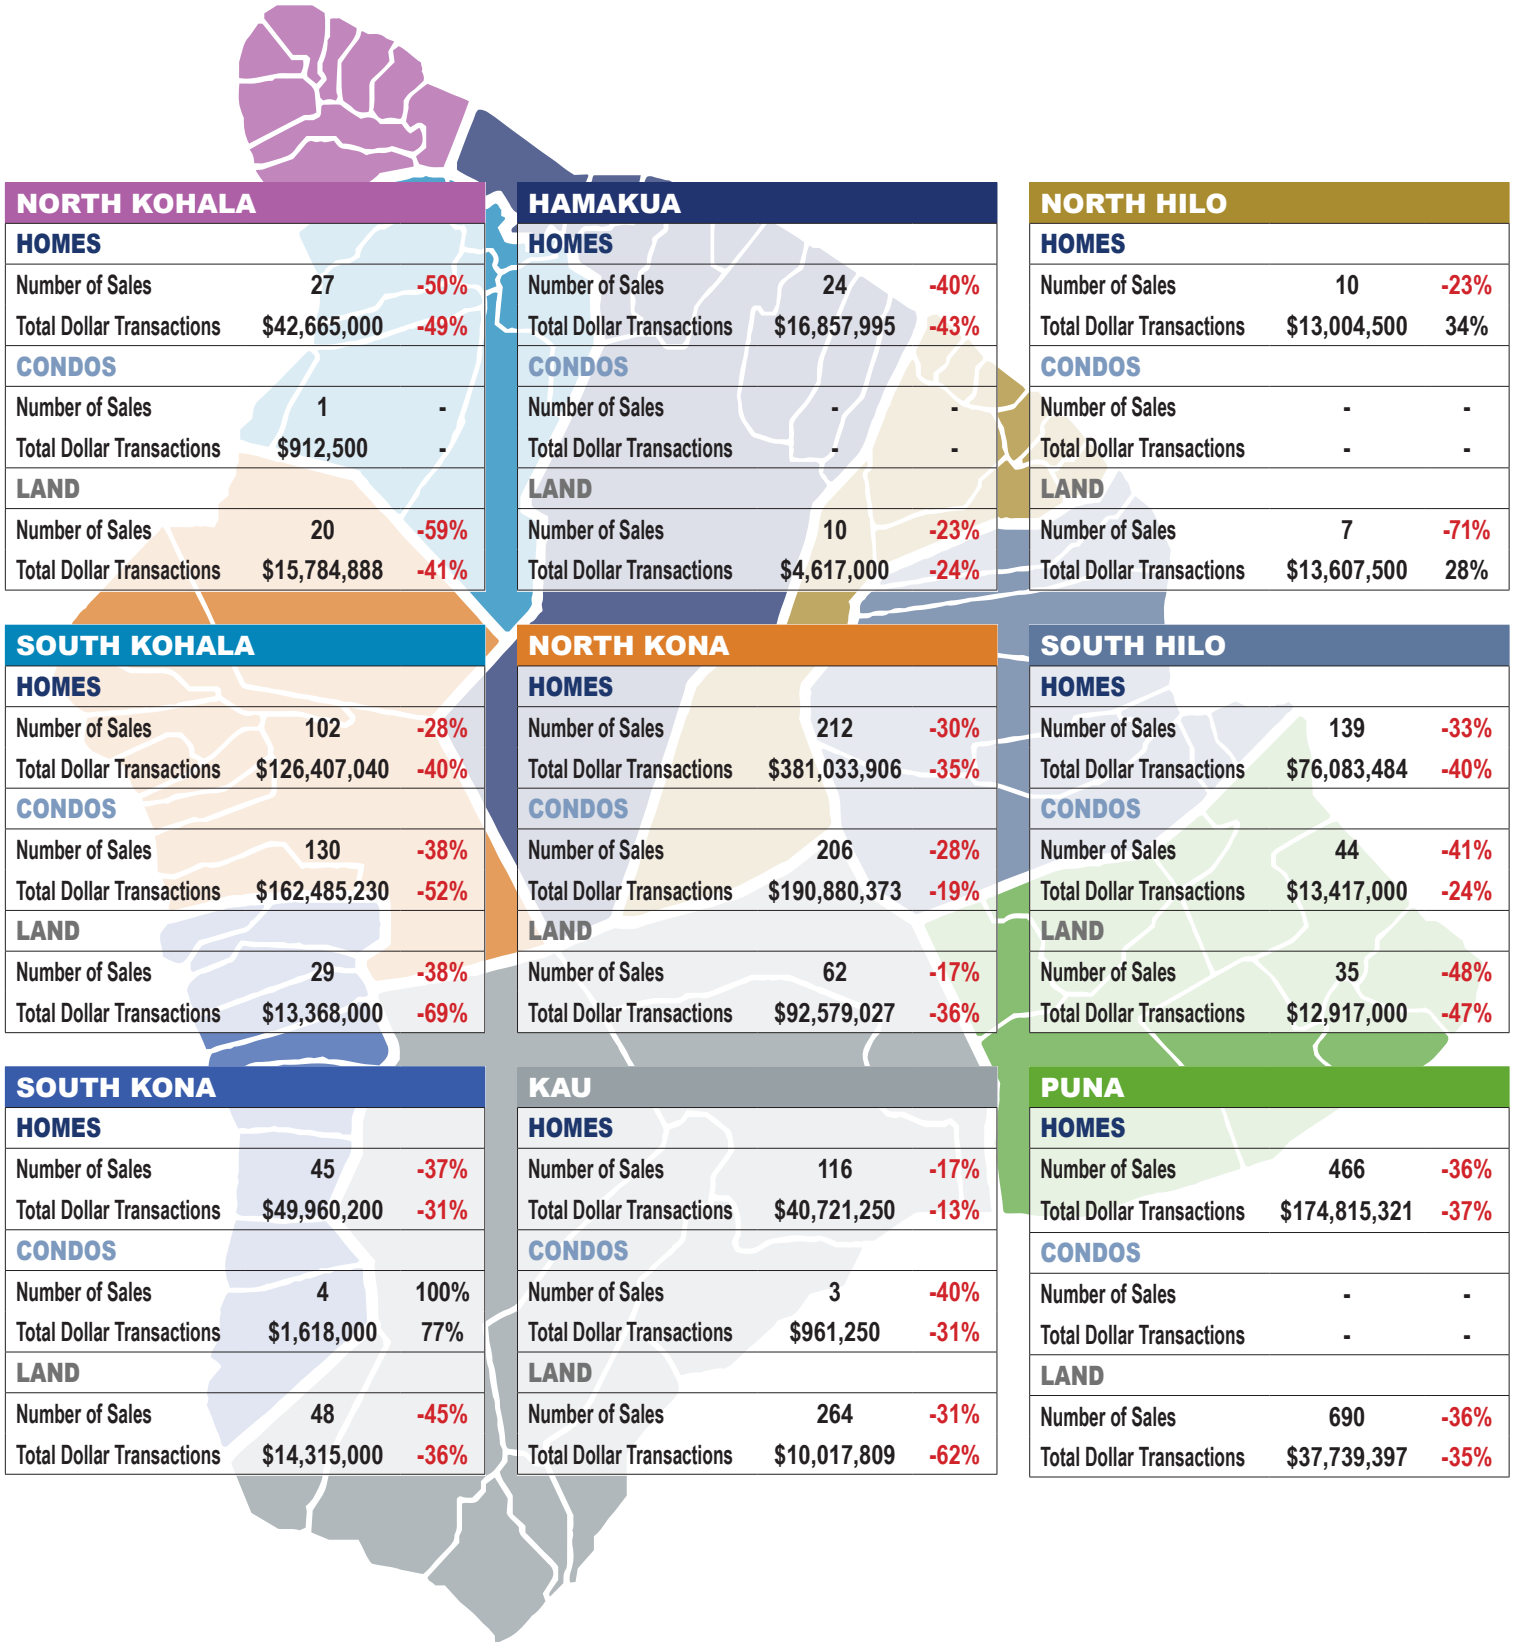 NORTH KOHALA
HOMES
Number of Sales 27 -50%
Total Dollar Transactions $42,665,000 -49%
CONDOS
Number of Sales 1 -
Total Dollar Transactions $912,500 -
LAND
Number of Sales 20 -59%
Total Dollar Transactions $15,784,888 -41%
HAMAKUA
HOMES
Number of Sales 24 -40%
Total Dollar Transactions $16,857,995 -43%
CONDOS
Number of Sales - -
Total Dollar Transactions - -
LAND
Number of Sales 10 -23%
Total Dollar Transactions $4,617,000 -24%
NORTH HILO
HOMES
Number of Sales 10 -23%
Total Dollar Transactions $13,004,500 34%
CONDOS
Number of Sales - -
Total Dollar Transactions - -
LAND
Number of Sales 7 -71%
Total Dollar Transactions $13,607,500 28%
SOUTH KOHALA
HOMES
Number of Sales 102 -28%
Total Dollar Transactions $126,407,040 -40%
CONDOS
Number of Sales 130 -38%
Total Dollar Transactions $162,485,230 -52%
LAND
Number of Sales 29 -38%
Total Dollar Transactions $13,368,000 -69%
NORTH KONA
HOMES
Number of Sales 212 -30%
Total Dollar Transactions $381,033,906 -35%
CONDOS
Number of Sales 206 -28%
Total Dollar Transactions $190,880,373 -19%
LAND
Number of Sales 62 -17%
Total Dollar Transactions $92,579,027 -36%
SOUTH HILO
HOMES
Number of Sales 139 -33%
Total Dollar Transactions $76,083,484 -40%
CONDOS
Number of Sales 44 -41%
Total Dollar Transactions $13,417,000 -24%
LAND
Number of Sales 35 -48%
Total Dollar Transactions $12,917,000 -47%
SOUTH KONA
HOMES
Number of Sales 45 -37%
Total Dollar Transactions $49,960,200 -31%
CONDOS
Number of Sales 4 100%
Total Dollar Transactions $1,618,000 77%
LAND
Number of Sales 48 -45%
Total Dollar Transactions $14,315,000 -36%
KAU
HOMES
Number of Sales 116 -17%
Total Dollar Transactions $40,721,250 -13%
CONDOS
Number of Sales 3 -40%
Total Dollar Transactions $961,250 -31%
LAND
Number of Sales 264 -31%
Total Dollar Transactions $10,017,809 -62%
PUNA
HOMES
Number of Sales 466 -36%
Total Dollar Transactions $174,815,321 -37%
CONDOS
Number of Sales - -
Total Dollar Transactions - -
LAND
Number of Sales 690 -36%
Total Dollar Transactions $37,739,397 -35%